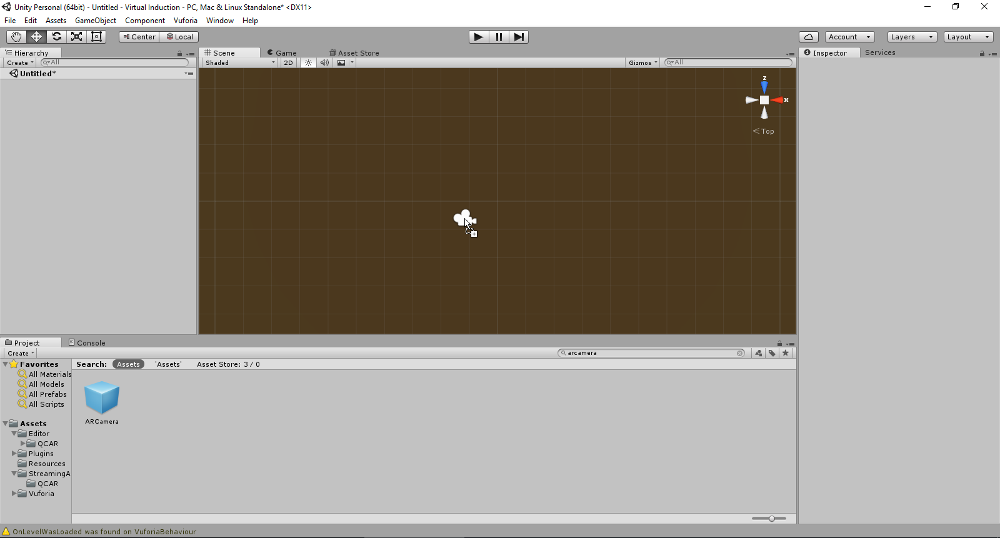 Unity Personal (64bit) - Untitled - Virtual Induction - PC, Mac & Linux Standalone* <DX11>
File Edit Assets GameObject Component Vuforia Window Help
Center Local Account Layers Layout
Hierarchy Scene Game Asset Store Inspector Services
Create All Shaded 2D Gizmos All
Untitled*
z
x
Top
Project Console
Create arcamera
Favorites Search: Assets 'Assets' Asset Store: 3 / 0
All Materials
All Models
All Prefabs
All Scripts
ARCamera
Assets
Editor
QCAR
Plugins
Resources
StreamingA
QCAR
Vuforia
OnLevelWasLoaded was found on VuforiaBehaviour